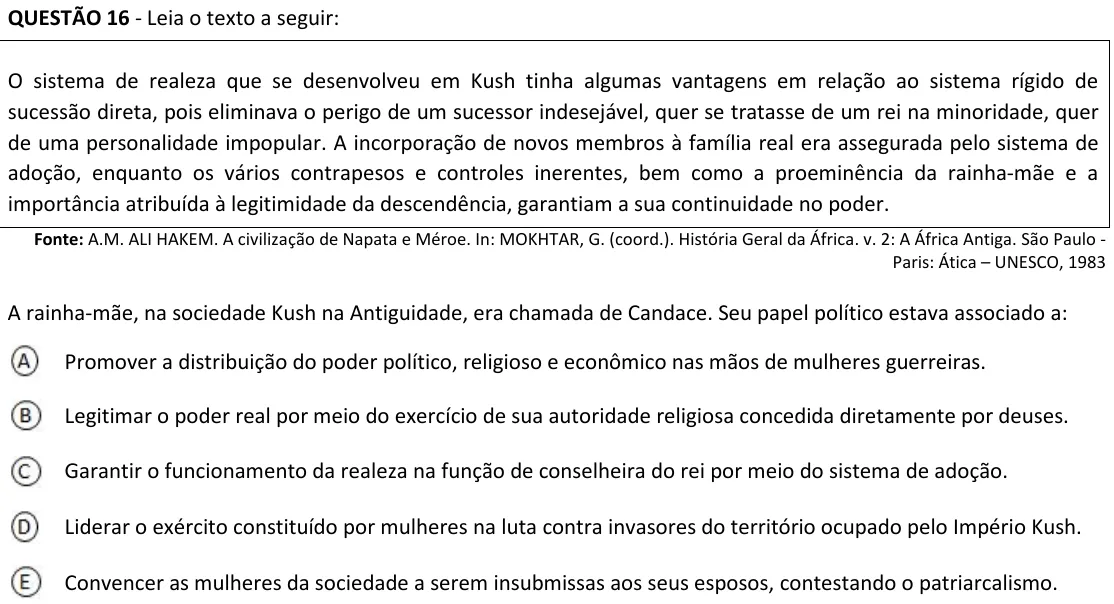 QUESTÃO 16 - Leia o texto a seguir:
O sistema de realeza que se desenvolveu em Kush tinha algumas vantagens em relação ao sistema rígido de
sucessão direta, pois eliminava o perigo de um sucessor indesejável, quer se tratasse de um rei na minoridade, quer
de uma personalidade impopular. A incorporação de novos membros à família real era assegurada pelo sistema de
adoção, enquanto os vários contrapesos e controles inerentes, bem como a proeminência da rainha-mãe e a
importância atribuída à legitimidade da descendência, garantiam a sua continuidade no poder.
Fonte: A.M. ALI HAKEM. A civilização de Napata e Méroe. In: MOKHTAR, G. (coord.). História Geral da África. v. 2: A África Antiga. São Paulo -
Paris: Ática – UNESCO, 1983
A rainha-mãe, na sociedade Kush na Antiguidade, era chamada de Candace. Seu papel político estava associado a:
A Promover a distribuição do poder político, religioso e econômico nas mãos de mulheres guerreiras.
B Legitimar o poder real por meio do exercício de sua autoridade religiosa concedida diretamente por deuses.
C Garantir o funcionamento da realeza na função de conselheira do rei por meio do sistema de adoção.
D Liderar o exército constituído por mulheres na luta contra invasores do território ocupado pelo Império Kush.
E Convencer as mulheres da sociedade a serem insubmissas aos seus esposos, contestando o patriarcalismo.